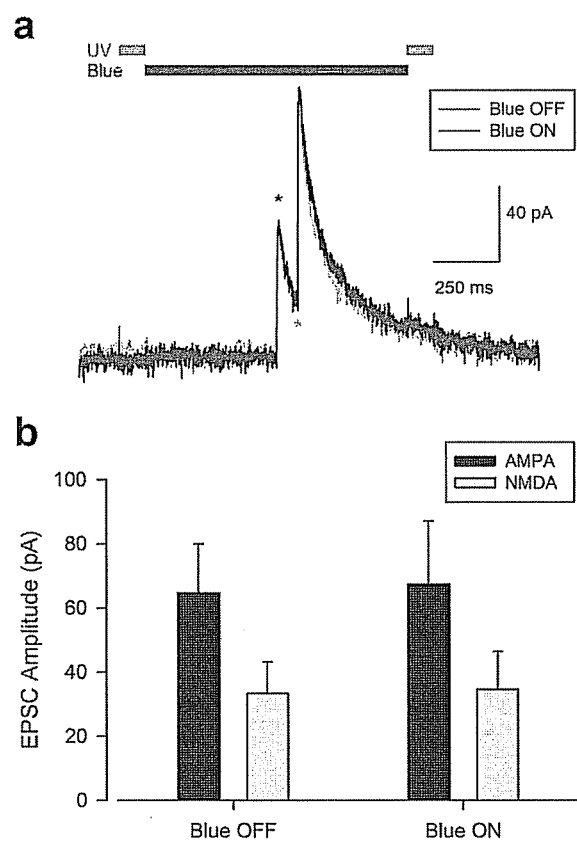 a
UV
Blue
Blue OFF
Blue ON
*
40 pA
250 ms
*
b
AMPA
NMDA
100
80
60
40
20
0
EPSC Amplitude (pA)
Blue OFF
Blue ON